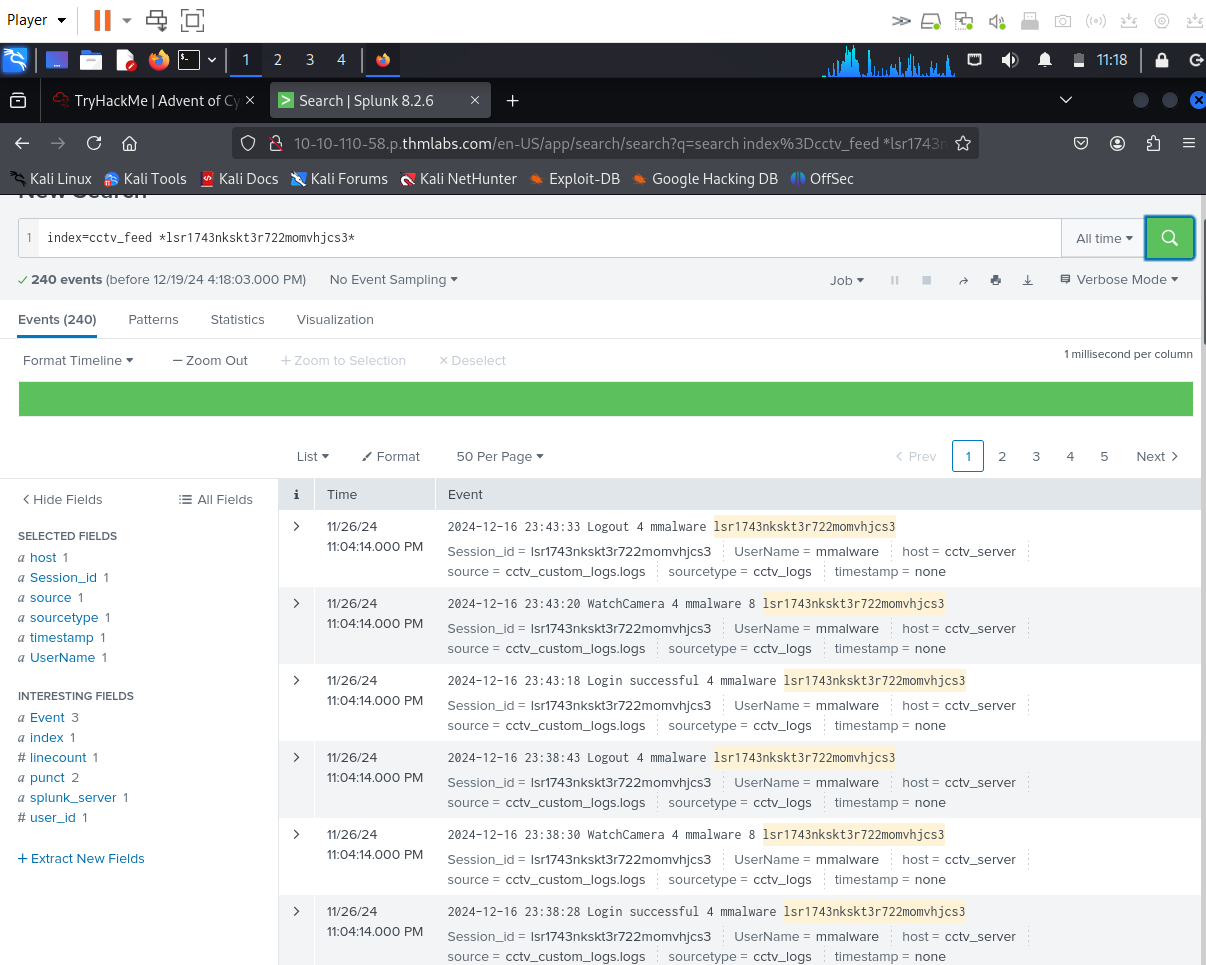 Player
1 2 3 4 11:18
TryHackMe | Advent of Cy Search | Splunk 8.2.6
10-10-110-58.p.thmlabs.com/en-US/app/search/search?q=search index%3Dcctv_feed *lsr1743n
Kali Linux Kali Tools Kali Docs Kali Forums Kali NetHunter Exploit-DB Google Hacking DB OffSec
New Search
1 index=cctv_feed *lsr1743nkskt3r722momvhjcs3* All time
240 events (before 12/19/24 4:18:03.000 PM) No Event Sampling Job Verbose Mode
Events (240) Patterns Statistics Visualization
Format Timeline — Zoom Out + Zoom to Selection × Deselect 1 millisecond per column
List Format 50 Per Page < Prev 1 2 3 4 5 Next >
< Hide Fields All Fields i Time Event
SELECTED FIELDS
a host 1
a Session_id 1
a source 1
a sourcetype 1
a timestamp 1
a UserName 1
INTERESTING FIELDS
a Event 3
a index 1
# linecount 1
a punct 2
a splunk_server 1
# user_id 1
+ Extract New Fields
> 11/26/24 2024-12-16 23:43:33 Logout 4 mmalware lsr1743nkskt3r722momvhjcs3
11:04:14.000 PM Session_id = lsr1743nkskt3r722momvhjcs3 UserName = mmalware host = cctv_server
source = cctv_custom_logs.logs sourcetype = cctv_logs timestamp = none
> 11/26/24 2024-12-16 23:43:20 WatchCamera 4 mmalware 8 lsr1743nkskt3r722momvhjcs3
11:04:14.000 PM Session_id = lsr1743nkskt3r722momvhjcs3 UserName = mmalware host = cctv_server
source = cctv_custom_logs.logs sourcetype = cctv_logs timestamp = none
> 11/26/24 2024-12-16 23:43:18 Login successful 4 mmalware lsr1743nkskt3r722momvhjcs3
11:04:14.000 PM Session_id = lsr1743nkskt3r722momvhjcs3 UserName = mmalware host = cctv_server
source = cctv_custom_logs.logs sourcetype = cctv_logs timestamp = none
> 11/26/24 2024-12-16 23:38:43 Logout 4 mmalware lsr1743nkskt3r722momvhjcs3
11:04:14.000 PM Session_id = lsr1743nkskt3r722momvhjcs3 UserName = mmalware host = cctv_server
source = cctv_custom_logs.logs sourcetype = cctv_logs timestamp = none
> 11/26/24 2024-12-16 23:38:30 WatchCamera 4 mmalware 8 lsr1743nkskt3r722momvhjcs3
11:04:14.000 PM Session_id = lsr1743nkskt3r722momvhjcs3 UserName = mmalware host = cctv_server
source = cctv_custom_logs.logs sourcetype = cctv_logs timestamp = none
> 11/26/24 2024-12-16 23:38:28 Login successful 4 mmalware lsr1743nkskt3r722momvhjcs3
11:04:14.000 PM Session_id = lsr1743nkskt3r722momvhjcs3 UserName = mmalware host = cctv_server
source = cctv_custom_logs.logs sourcetype = cctv_logs timestamp = none